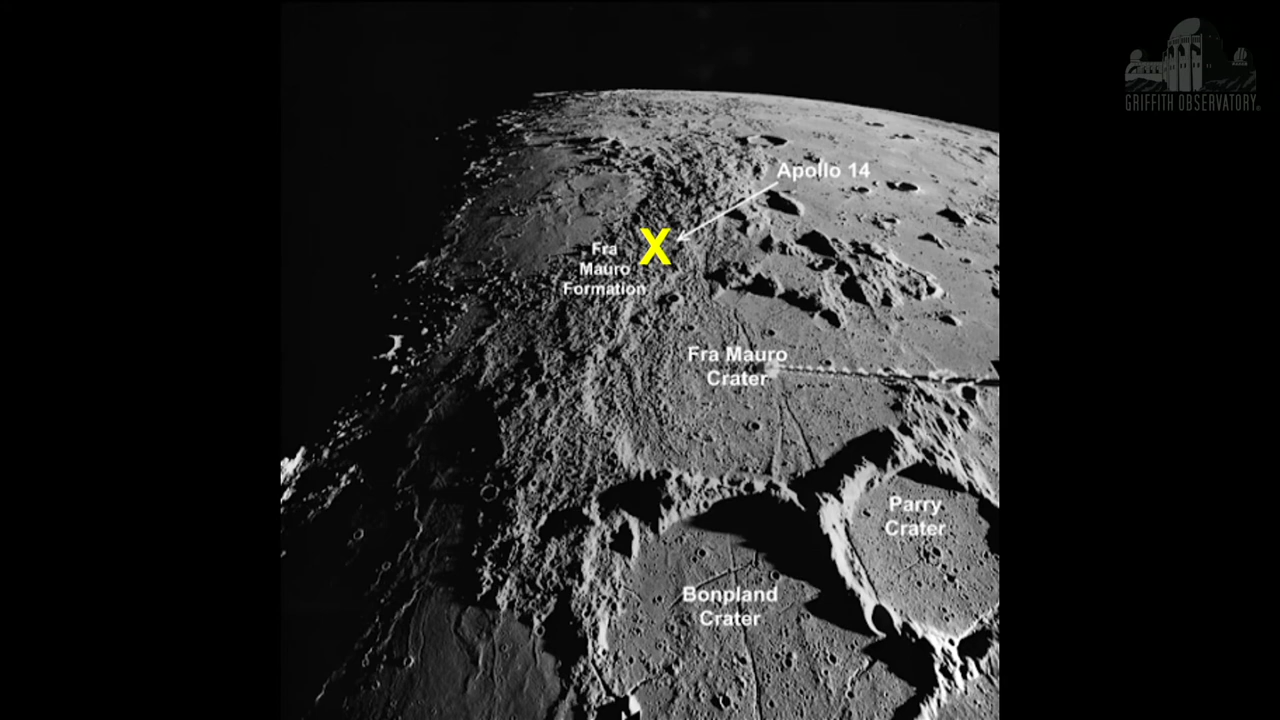 GRIFFITH OBSERVATORY
Apollo 14
X
Fra
Mauro
Formation
Fra Mauro
Crater
Parry
Crater
Bonpland
Crater